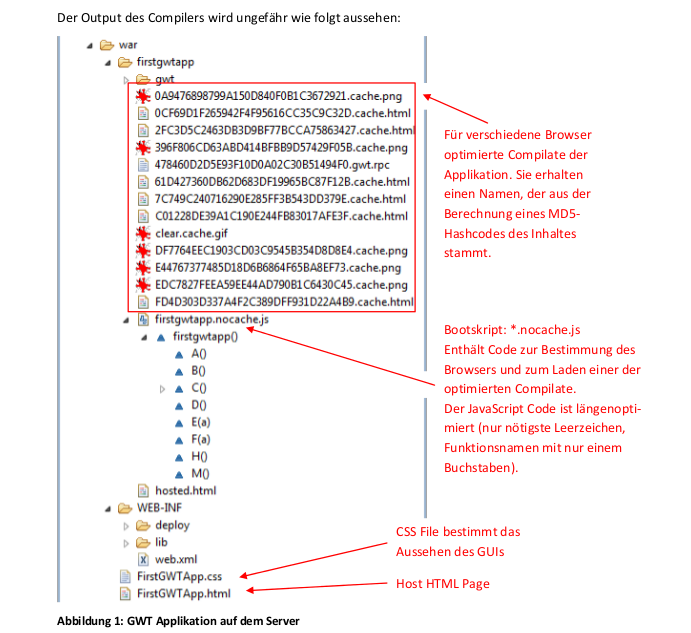 Der Output des Compilers wird ungefähr wie folgt aussehen:
war
firstgwtapp
gwt
0A9476898799A150D840F0B1C3672921.cache.png
0CF69D1F265942F4F95616CC35C9C32D.cache.html
2FC3D5C2463DB3D9BF77BCCA75863427.cache.html
396F806CD63ABD414BFBB9D57429F05B.cache.png
478460D2D5E93F10D0A02C30B51494F0.gwt.rpc
61D427360DB62D683DF19965BC87F12B.cache.html
7C749C240716290E285FF3B543DD379E.cache.html
C01228DE39A1C190E244FB83017AFE3F.cache.html
clear.cache.gif
DF7764EEC1903CD03C9545B354D8D8E4.cache.png
E44767377485D18D6B6864F65BA8EF73.cache.png
EDC7827FEEA59EE44AD790B1C6430C45.cache.png
FD4D303D337A4F2C389DFF931D22A4B9.cache.html
Für verschiedene Browser
optimierte Compilate der
Applikation. Sie erhalten
einen Namen, der aus der
Berechnung eines MD5-
Hashcodes des Inhaltes
stammt.
firstgwtapp.nocache.js
firstgwtapp()
A()
B()
C()
D()
E(a)
F(a)
H()
M()
hosted.html
Bootskript: *.nocache.js
Enthält Code zur Bestimmung des
Browsers und zum Laden einer der
optimierten Compilate.
Der JavaScript Code ist längenopti-
miert (nur nötigste Leerzeichen,
Funktionsnamen mit nur einem
Buchstaben).
WEB-INF
deploy
lib
web.xml
FirstGWTApp.css
FirstGWTApp.html
CSS File bestimmt das
Aussehen des GUIs
Host HTML Page
Abbildung 1: GWT Applikation auf dem Server